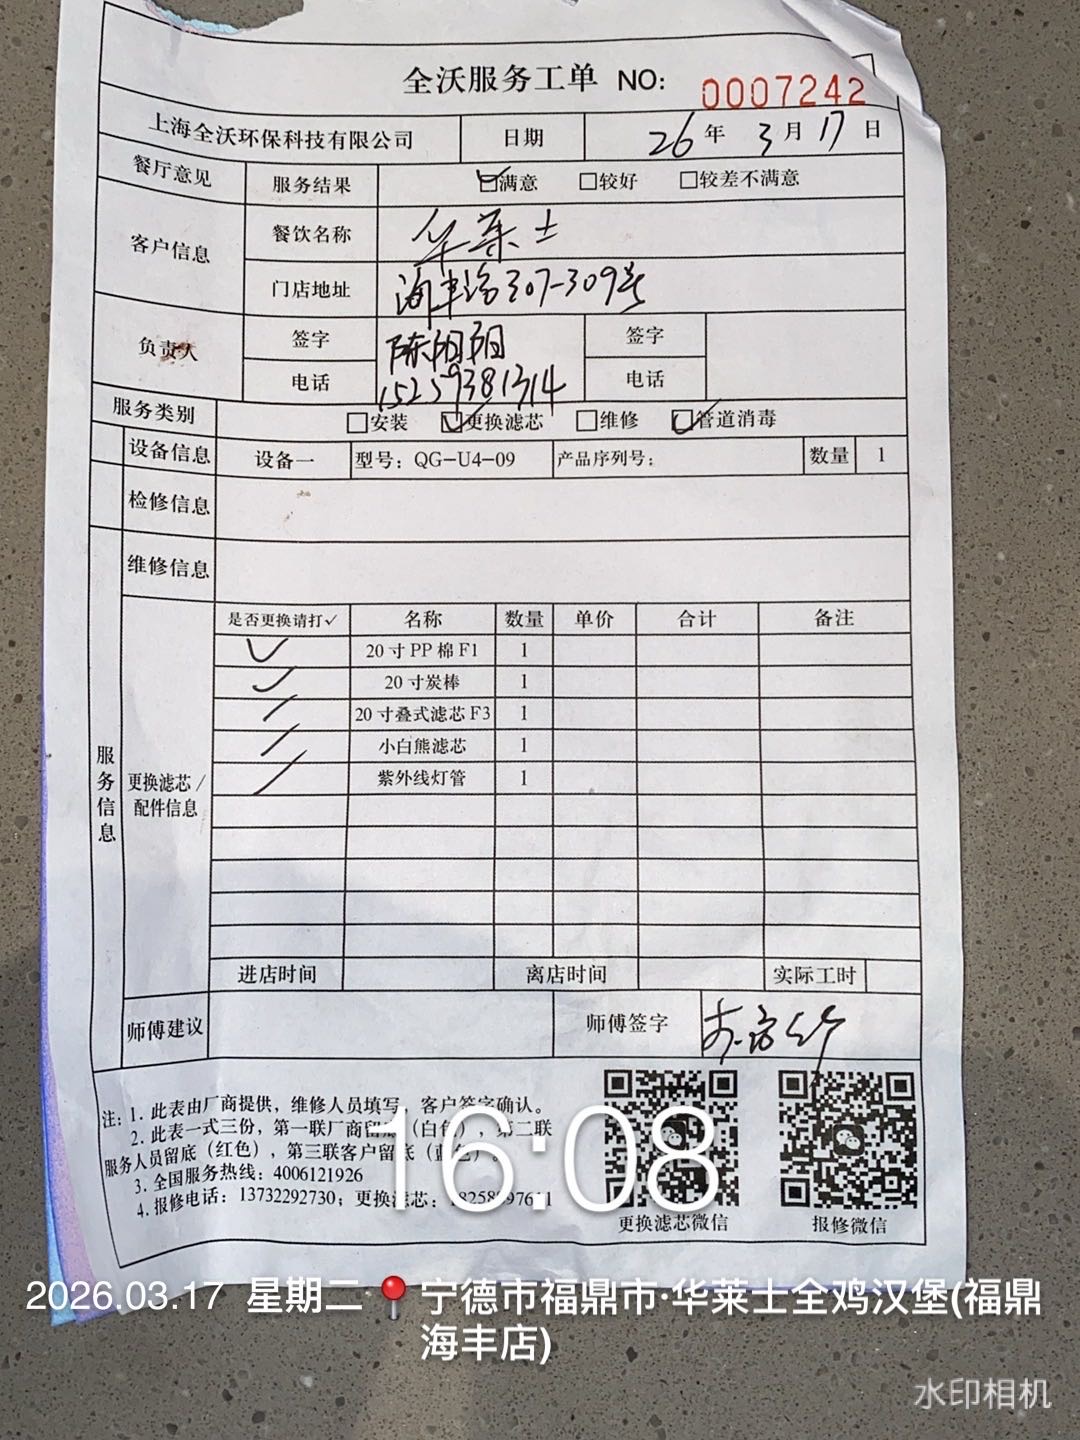 全沃服务工单 NO: 0007242
上海全沃环保科技有限公司 日期 26年 3月 17日
餐厅意见 服务结果 ☑满意 □较好 □较差不满意
客户信息 餐饮名称 华莱士
门店地址 海丰路307-309号
负责人 签字 陈阳阳 签字
电话 15259381314 电话
服务类别 □安装 ☑更换滤芯 □维修 ☑管道消毒
设备信息 设备一 型号：QG-U4-09 产品序列号： 数量 1
检修信息
维修信息
服务信息
更换滤芯/配件信息
是否更换请打✓ 名称 数量 单价 合计 备注
✓ 20寸PP棉F1 1
✓ 20寸炭棒 1
/ 20寸叠式滤芯F3 1
/ 小白熊滤芯 1
/ 紫外线灯管 1
进店时间 离店时间 实际工时
师傅建议 师傅签字
注：1. 此表由厂商提供，维修人员填写，客户签字确认。
2. 此表一式三份，第一联厂商留底（白色），第二联
服务人员留底（红色），第三联客户留底（蓝色）。
3. 全国服务热线：4006121926
4. 报修电话：13732292730；更换滤芯：
更换滤芯微信 报修微信
16:08
2026.03.17 星期二 📍宁德市福鼎市·华莱士全鸡汉堡(福鼎
海丰店)
水印相机